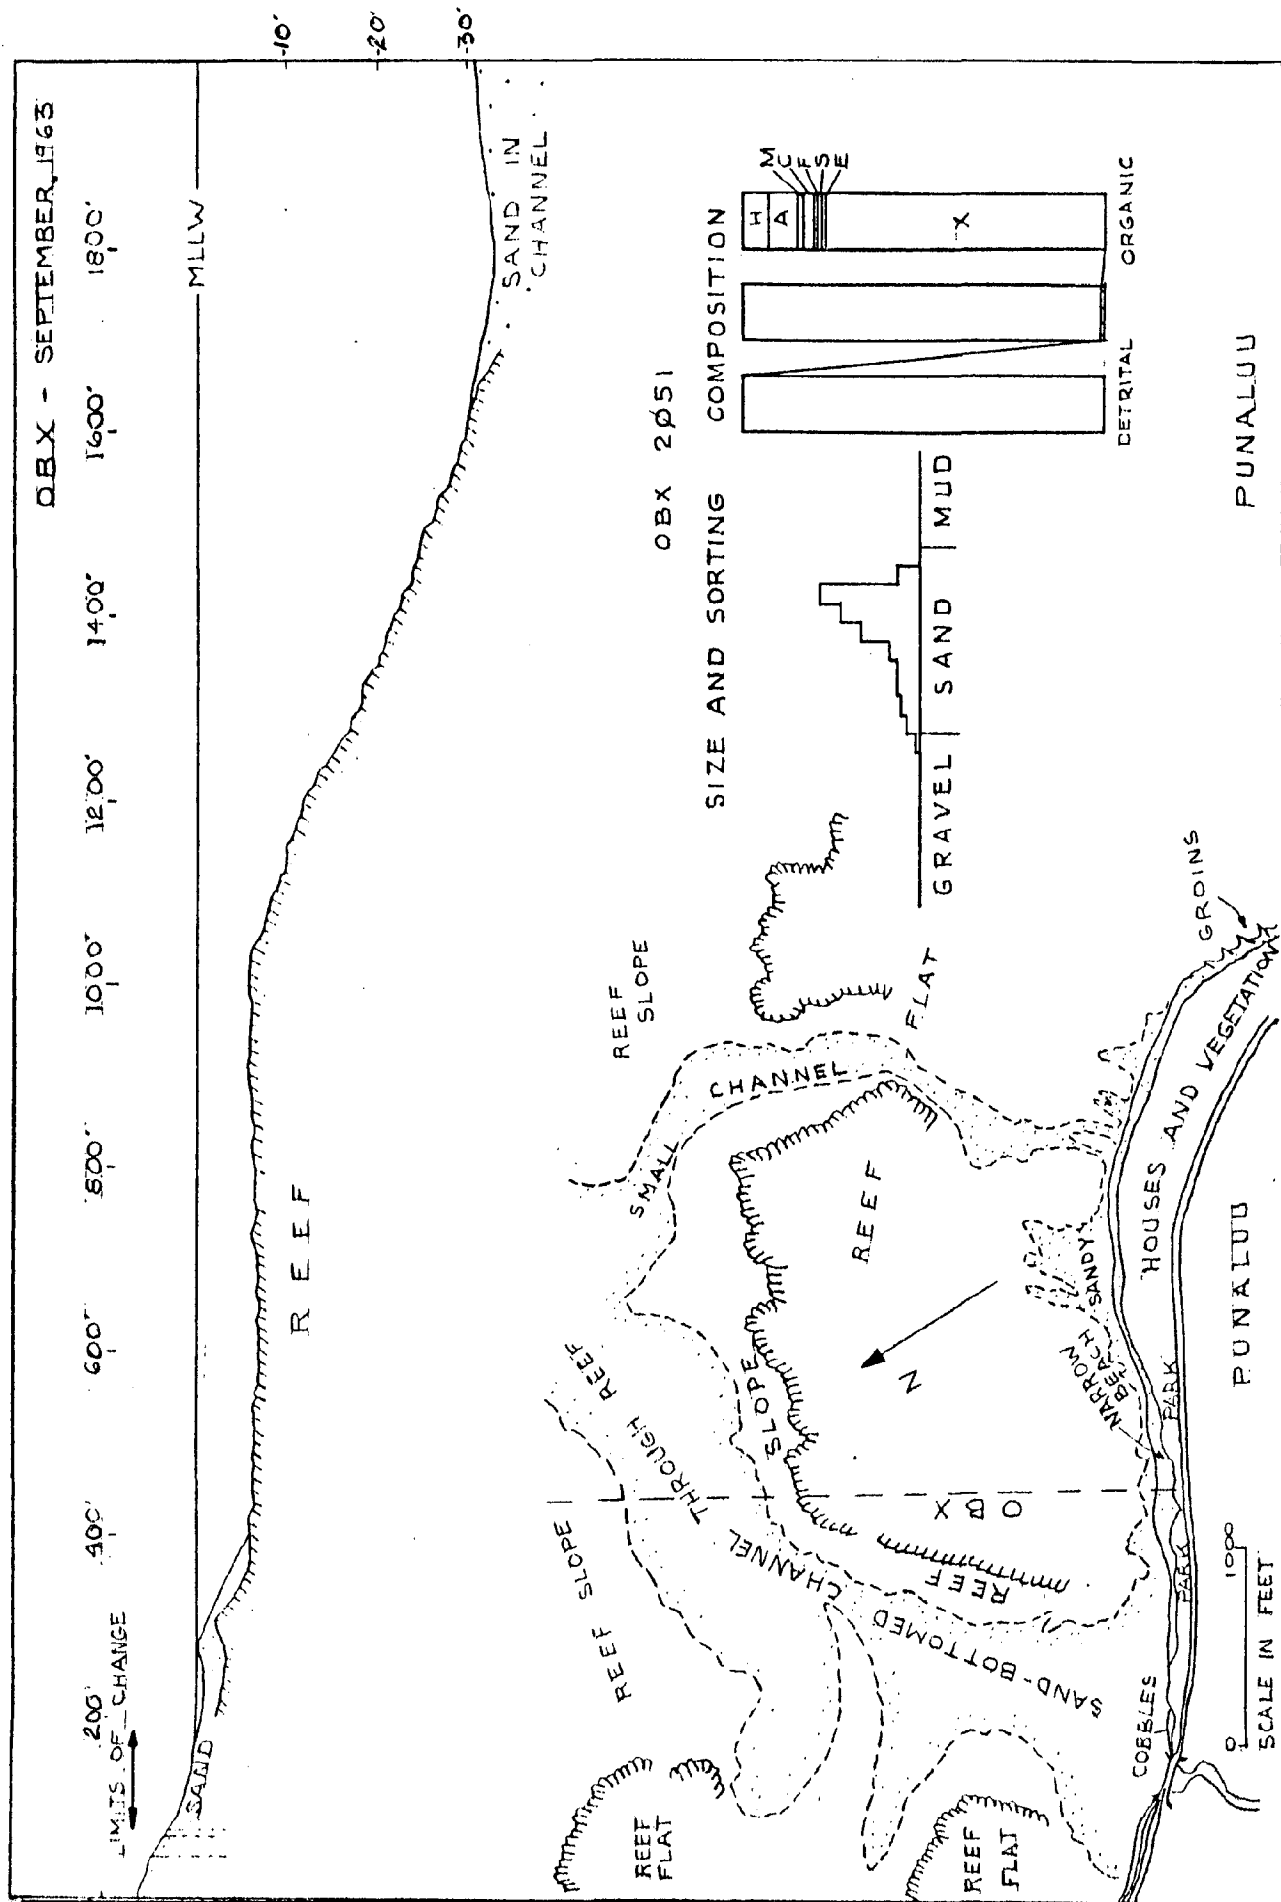 OBX - SEPTEMBER, 1963
200' 400' 600' 800' 1000' 1200' 1400' 1600' 1800'
LIMITS OF CHANGE
MLLW
-10'
-20'
-30'
SAND
REEF
SAND IN
CHANNEL
OBX 2Ø51
SIZE AND SORTING
GRAVEL SAND MUD
COMPOSITION
H
A
M
C
F
S
E
X
DETRITAL
ORGANIC
REEF SLOPE
REEF
SLOPE
CHANNEL THROUGH REEF
SMALL CHANNEL
SLOPE
REEF
FLAT
REEF
FLAT
REEF
FLAT
SAND-BOTTOMED
REEF
OBX
N
NARROW SANDY
BEACH
COBBLES
PARK
PARK
HOUSES AND VEGETATION
GROINS
0 1000
SCALE IN FEET
PUNALUU
PUNALUU